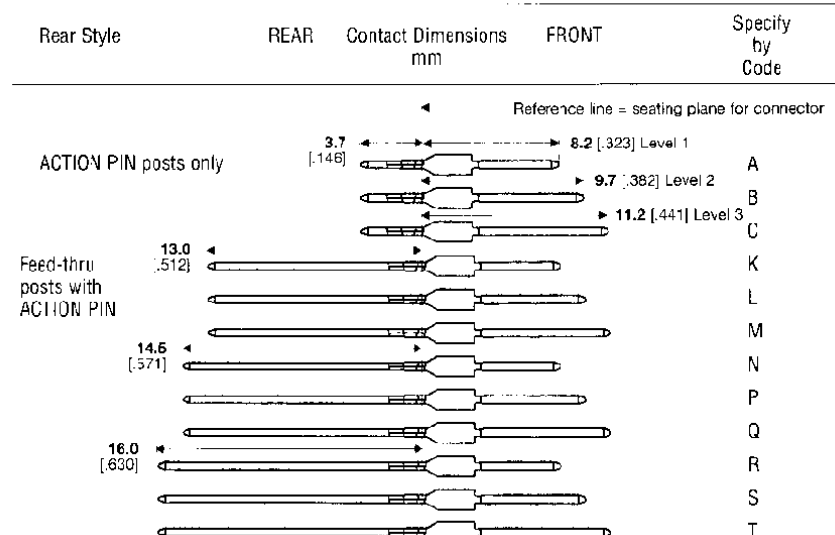 Rear Style REAR Contact Dimensions mm FRONT Specify by Code
Reference line = seating plane for connector
3.7 [.146] 8.2 [.323] Level 1
ACTION PIN posts only A
9.7 [.382] Level 2
B
11.2 [.441] Level 3
C
13.0 [.512]
Feed-thru posts with ACTION PIN K
L
M
14.5 [.571] N
P
Q
16.0 [.630] R
S
T